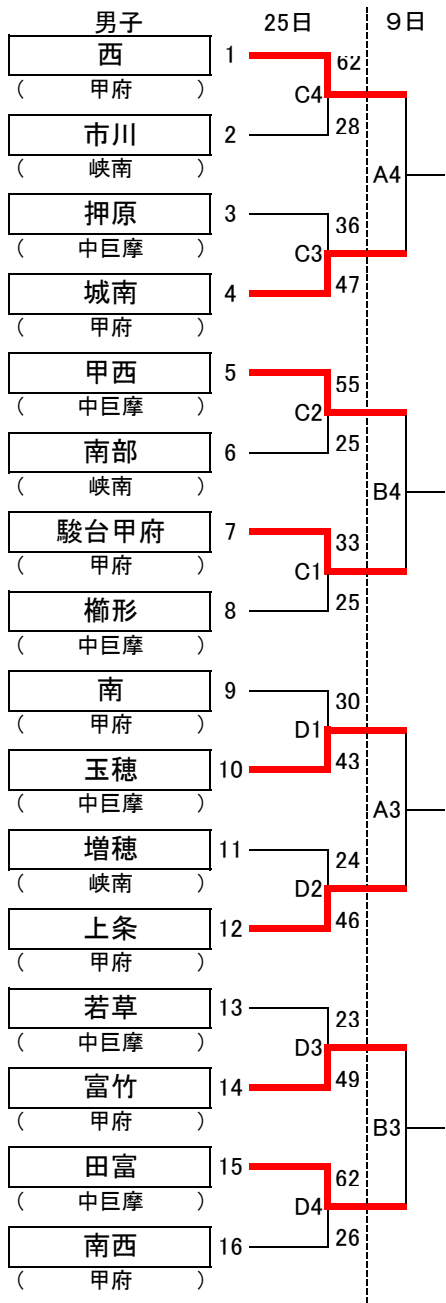 男子 25日 9日
西 1 62
( 甲府 ) C4
市川 2 28
( 峡南 ) A4
押原 3 36
( 中巨摩 ) C3
城南 4 47
( 甲府 )
甲西 5 55
( 中巨摩 ) C2
南部 6 25
( 峡南 ) B4
駿台甲府 7 33
( 甲府 ) C1
櫛形 8 25
( 中巨摩 )
南 9 30
( 甲府 ) D1
玉穂 10 43
( 中巨摩 ) A3
増穂 11 24
( 峡南 ) D2
上条 12 46
( 甲府 )
若草 13 23
( 中巨摩 ) D3
富竹 14 49
( 甲府 ) B3
田富 15 62
( 中巨摩 ) D4
南西 16 26
( 甲府 )